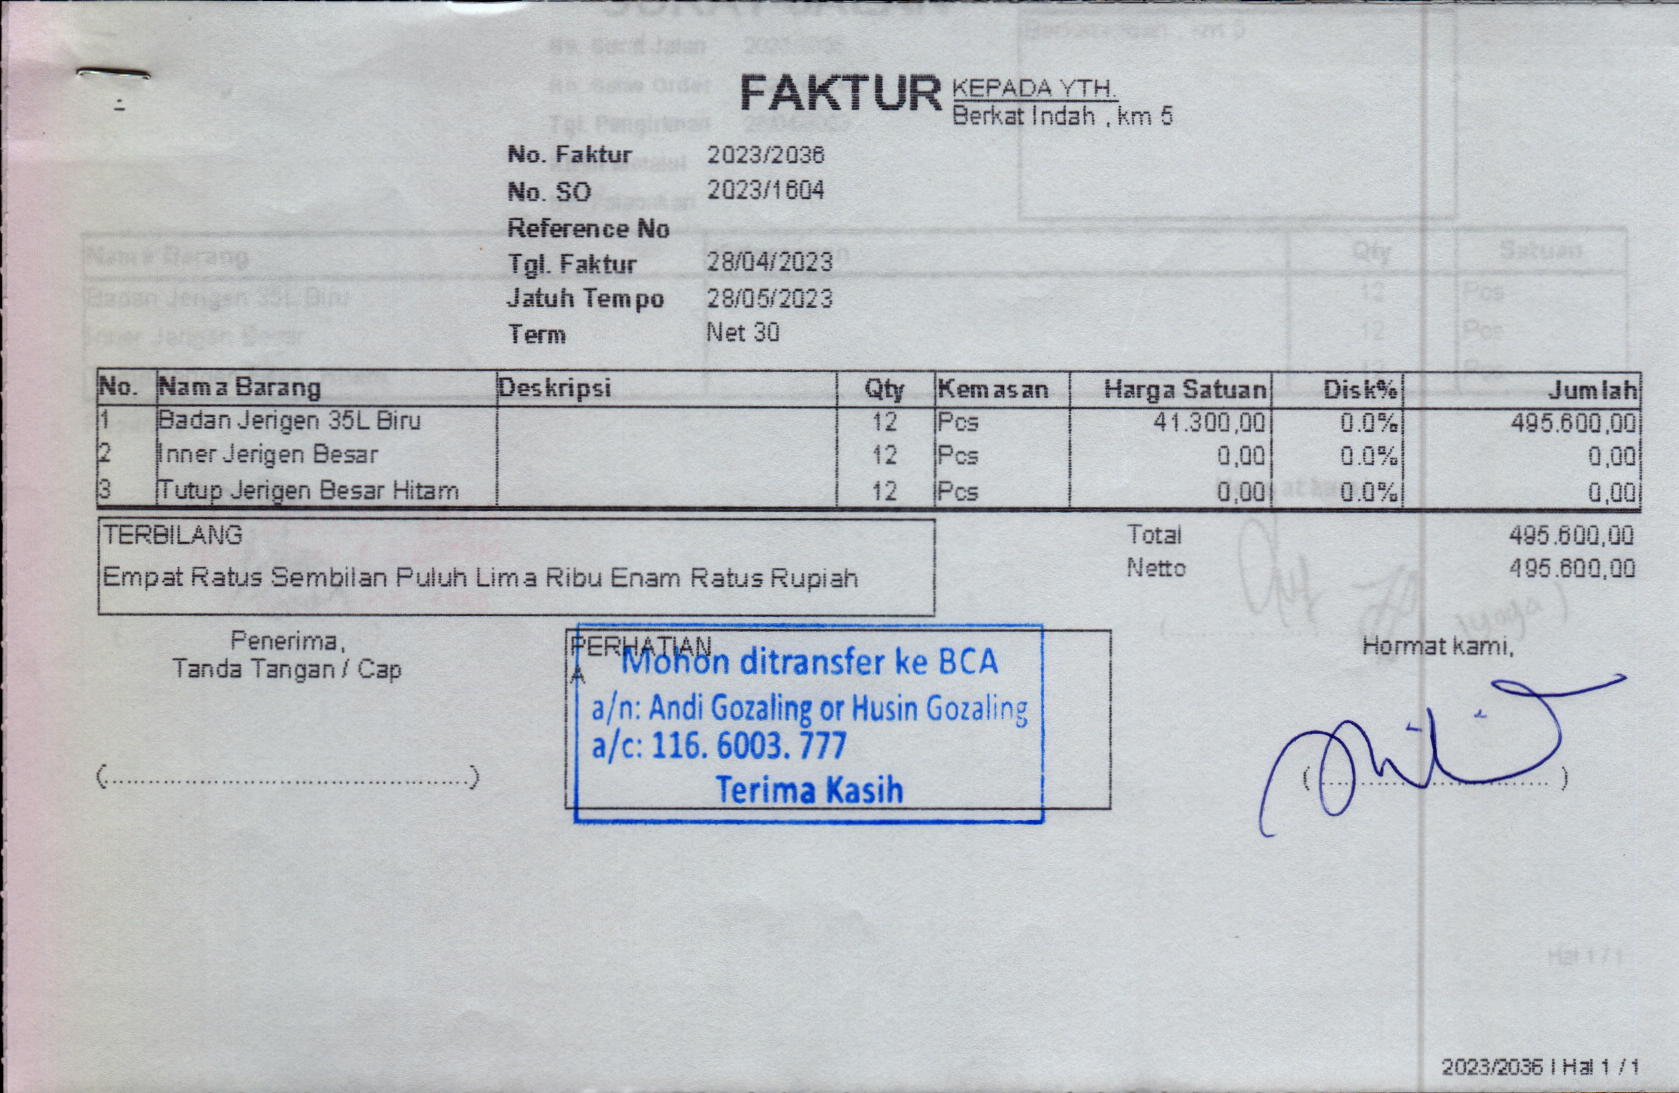 FAKTUR
KEPADA YTH.
Berkat Indah , km 5
No. Faktur 2023/2036
No. SO 2023/1604
Reference No
Tgl. Faktur 28/04/2023
Jatuh Tempo 28/05/2023
Term Net 30
No. Nama Barang Deskripsi Qty Kemasan Harga Satuan Disk% Jumlah
1 Badan Jerigen 35L Biru 12 Pcs 41.300,00 0.0% 495.600,00
2 Inner Jerigen Besar 12 Pcs 0,00 0.0% 0,00
3 Tutup Jerigen Besar Hitam 12 Pcs 0,00 0.0% 0,00
TERBILANG
Empat Ratus Sembilan Puluh Lima Ribu Enam Ratus Rupiah
Total 495.600,00
Netto 495.600,00
Penerima,
Tanda Tangan / Cap
(............................................)
PERHATIAN
A
Mohon ditransfer ke BCA
a/n: Andi Gozaling or Husin Gozaling
a/c: 116. 6003. 777
Terima Kasih
Hormat kami,
(..............................)
2023/2036 | Hal 1 / 1